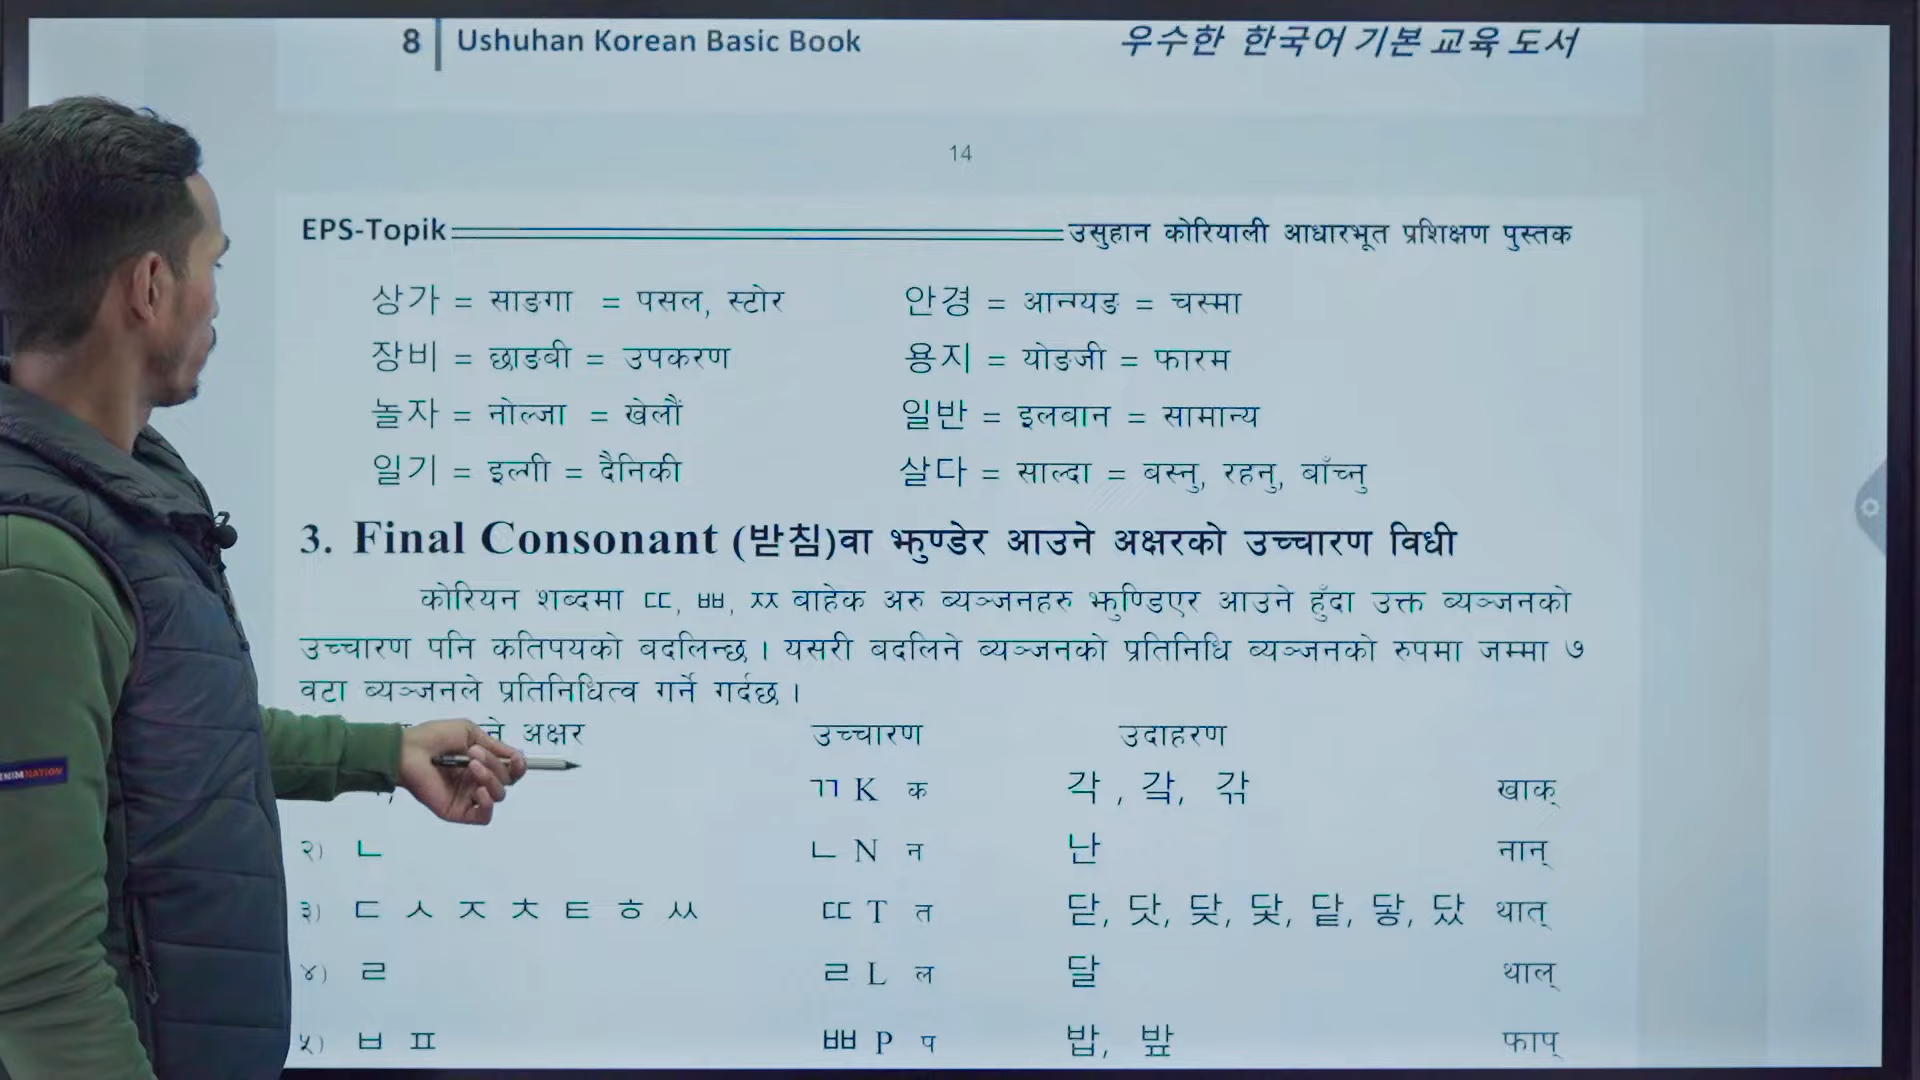 8 | Ushuhan Korean Basic Book 우수한 한국어 기본 교육 도서
14
EPS-Topik उसुहान कोरियाली आधारभूत प्रशिक्षण पुस्तक
상가 = साङगा = पसल, स्टोर 안경 = आन्ग्यङ = चस्मा
장비 = छाङबी = उपकरण 용지 = योङजी = फारम
놀자 = नोल्जा = खेलौं 일반 = इलबान = सामान्य
일기 = इल्गी = दैनिकी 살다 = साल्दा = बस्नु, रहनु, बाँच्नु
3. Final Consonant (받침)वा झुण्डेर आउने अक्षरको उच्चारण विधी
कोरियन शब्दमा ㄸ, ㅃ, ㅉ बाहेक अरु ब्यञ्जनहरु झुण्डिएर आउने हुँदा उक्त ब्यञ्जनको
उच्चारण पनि कतिपयको बदलिन्छ । यसरी बदलिने ब्यञ्जनको प्रतिनिधि ब्यञ्जनको रुपमा जम्मा ७
वटा ब्यञ्जनले प्रतिनिधित्व गर्ने गर्दछ ।
अक्षर उच्चारण उदाहरण
ㄲ K क 각, 갘, 갂 खाक्
२) ㄴ ㄴ N न 난 नान्
३) ㄷ ㅅ ㅈ ㅊ ㅌ ㅎ ㅆ ㄸ T त 닫, 닷, 닺, 닻, 닽, 닿, 닸 थात्
४) ㄹ ㄹ L ल 달 थाल्
५) ㅂ ㅍ ㅃ P प 밥, 밮 फाप्